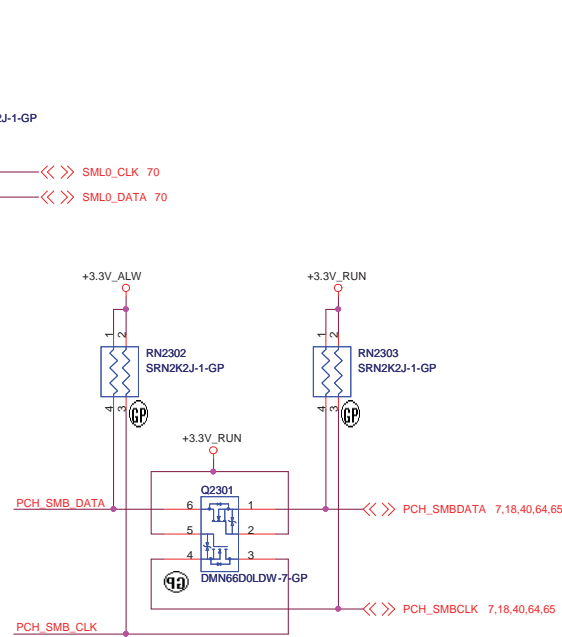 2J-1-GP
SML0_CLK 70
SML0_DATA 70
+3.3V_ALW
+3.3V_RUN
1
2
1
2
RN2302
SRN2K2J-1-GP
RN2303
SRN2K2J-1-GP
4
3
GP
4
3
GP
+3.3V_RUN
Q2301
PCH_SMB_DATA
6
1
PCH_SMBDATA 7,18,40,64,65
5
2
4
3
GP
DMN66D0LDW-7-GP
PCH_SMBCLK 7,18,40,64,65
PCH_SMB_CLK